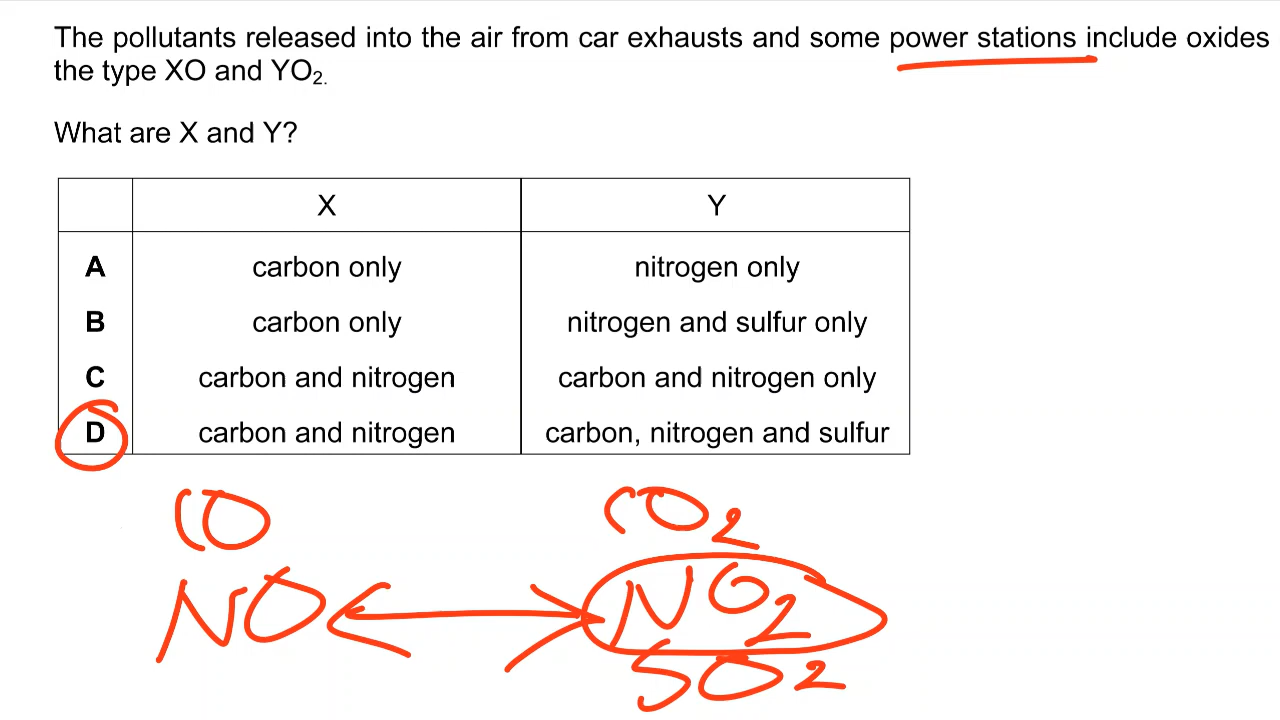 The pollutants released into the air from car exhausts and some power stations include oxides
the type XO and YO₂.
What are X and Y?
X Y
A carbon only nitrogen only
B carbon only nitrogen and sulfur only
C carbon and nitrogen carbon and nitrogen only
D carbon and nitrogen carbon, nitrogen and sulfur
CO CO₂
NO NO₂
SO₂